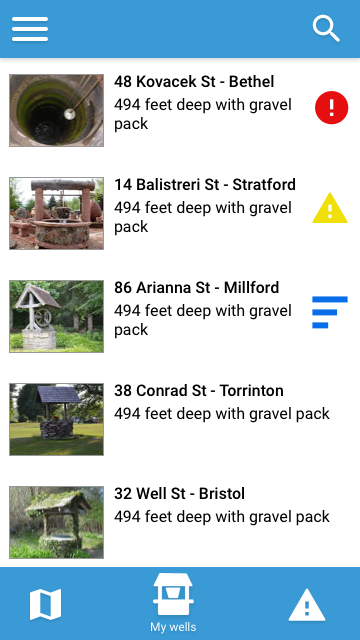 48 Kovacek St - Bethel
494 feet deep with gravel
pack
14 Balistreri St - Stratford
494 feet deep with gravel
pack
86 Arianna St - Millford
494 feet deep with gravel
pack
38 Conrad St - Torrinton
494 feet deep with gravel pack
32 Well St - Bristol
494 feet deep with gravel pack
My wells